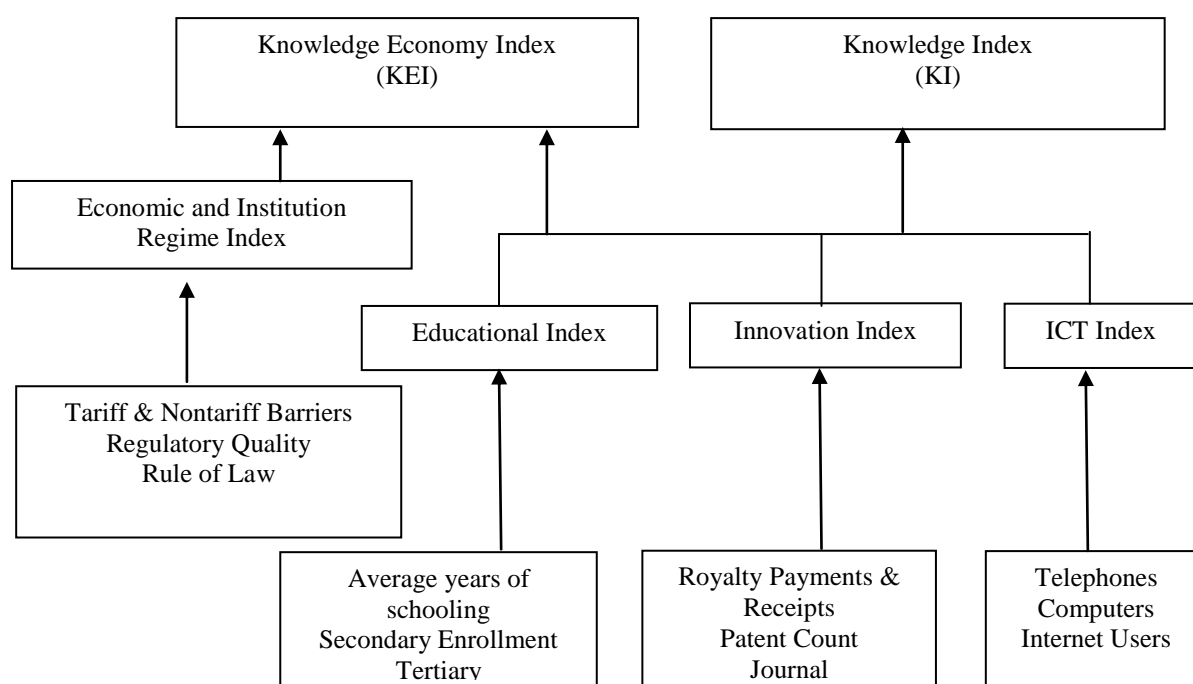 Knowledge Economy Index
(KEI)
Knowledge Index
(KI)
Economic and Institution
Regime Index
Educational Index
Innovation Index
ICT Index
Tariff & Nontariff Barriers
Regulatory Quality
Rule of Law
Average years of
schooling
Secondary Enrollment
Tertiary
Royalty Payments &
Receipts
Patent Count
Journal
Telephones
Computers
Internet Users